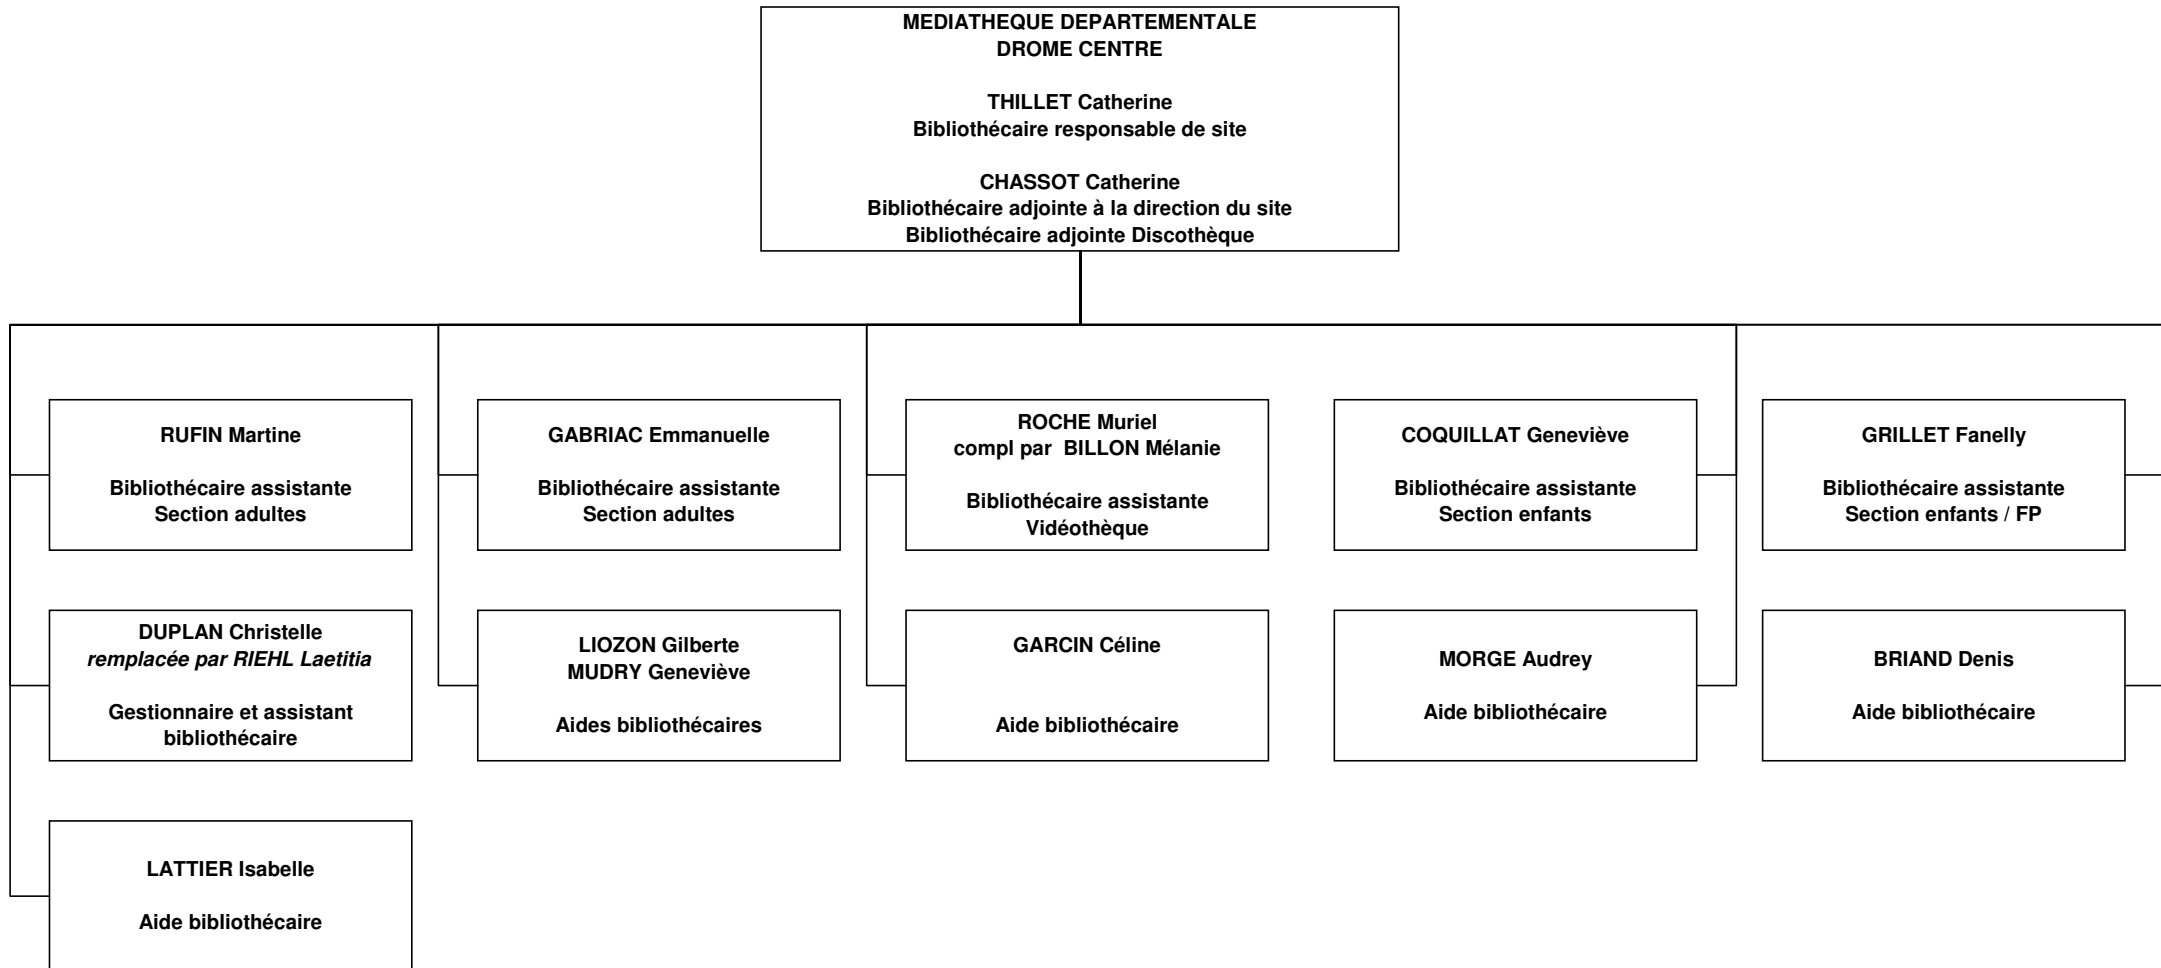 MEDIATHEQUE DEPARTEMENTALE
DROME CENTRE
THILLET Catherine
Bibliothécaire responsable de site
CHASSOT Catherine
Bibliothécaire adjointe à la direction du site
Bibliothécaire adjointe Discothèque
RUFIN Martine
Bibliothécaire assistante
Section adultes
GABRIAC Emmanuelle
Bibliothécaire assistante
Section adultes
ROCHE Muriel
compl par  BILLON Mélanie
Bibliothécaire assistante
Vidéothèque
COQUILLAT Geneviève
Bibliothécaire assistante
Section enfants
GRILLET Fanelly
Bibliothécaire assistante
Section enfants / FP
DUPLAN Christelle
remplacée par RIEHL Laetitia
Gestionnaire et assistant
bibliothécaire
LIOZON Gilberte
MUDRY Geneviève
Aides bibliothécaires
GARCIN Céline
Aide bibliothécaire
MORGE Audrey
Aide bibliothécaire
BRIAND Denis
Aide bibliothécaire
LATTIER Isabelle
Aide bibliothécaire